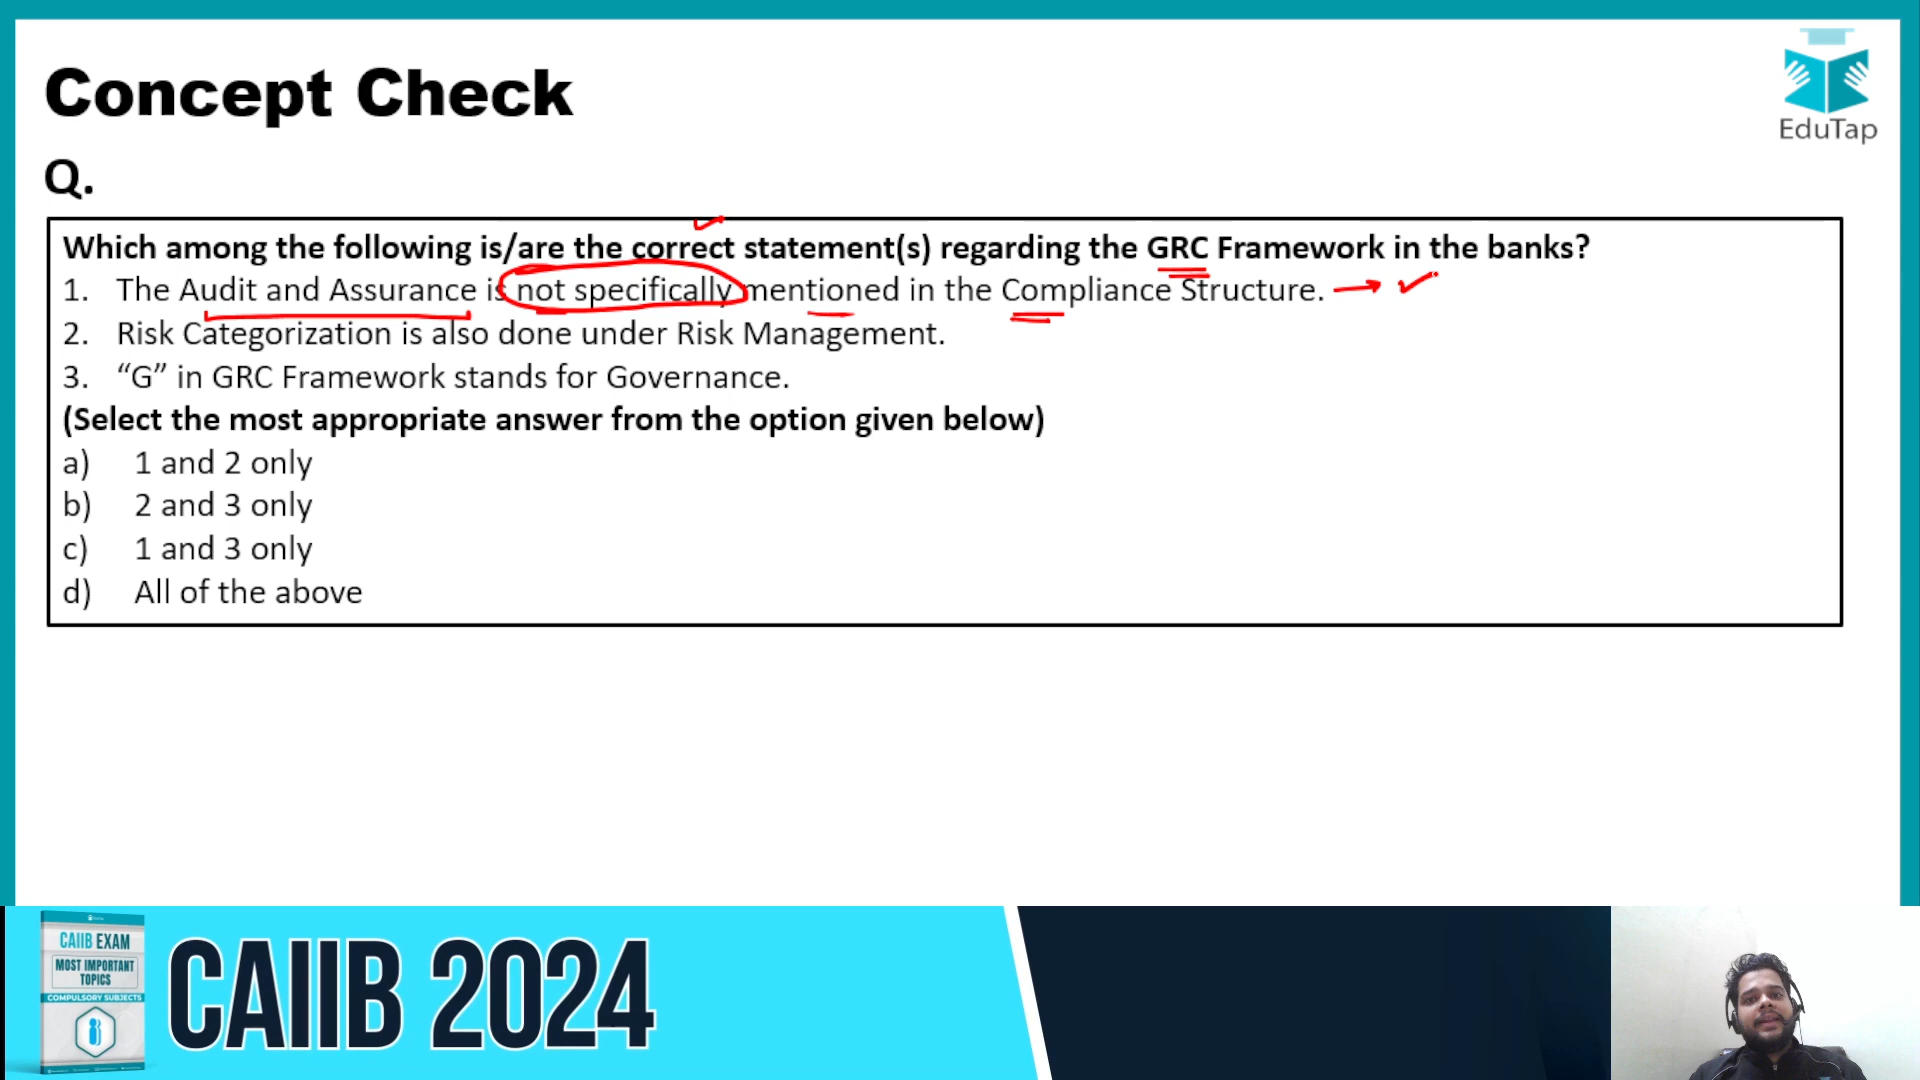 Concept Check
EduTap
Q.
Which among the following is/are the correct statement(s) regarding the GRC Framework in the banks?
1. The Audit and Assurance is not specifically mentioned in the Compliance Structure.
2. Risk Categorization is also done under Risk Management.
3. “G” in GRC Framework stands for Governance.
(Select the most appropriate answer from the option given below)
a) 1 and 2 only
b) 2 and 3 only
c) 1 and 3 only
d) All of the above
CAIIB EXAM
MOST IMPORTANT
TOPICS
COMPULSORY SUBJECTS
CAIIB 2024